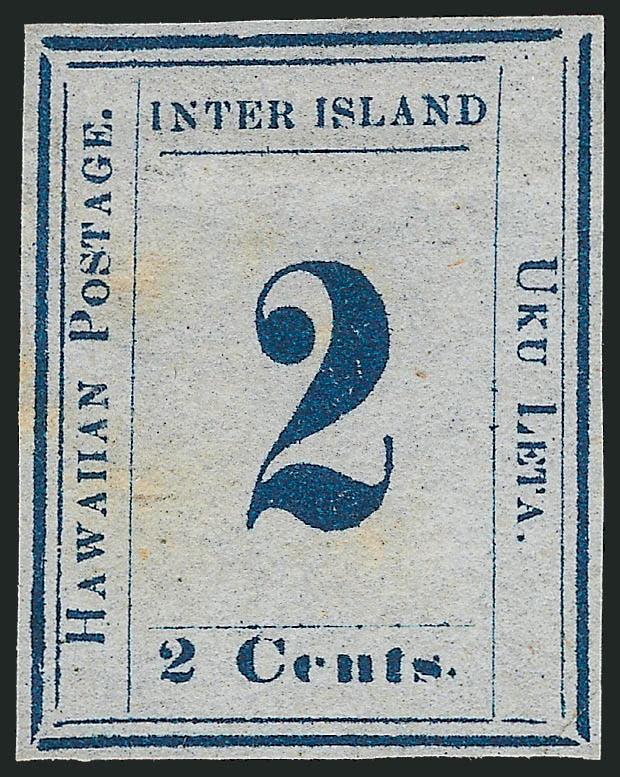 INTER ISLAND
HAWAIIAN POSTAGE.
2
UKU LETA.
2 Cents.